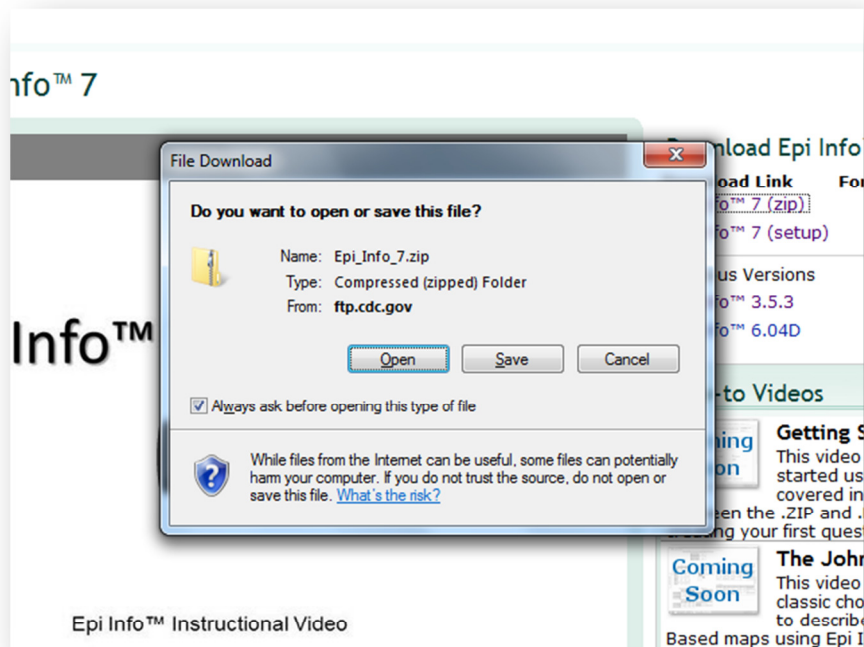 nfo™ 7
File Download
Do you want to open or save this file?
Name: Epi_Info_7.zip
Type: Compressed (zipped) Folder
From: ftp.cdc.gov
Open
Save
Cancel
Always ask before opening this type of file
While files from the Internet can be useful, some files can potentially
harm your computer. If you do not trust the source, do not open or
save this file. What's the risk?
Info™
Epi Info™ Instructional Video
nload Epi Info
oad Link For
fo™ 7 (zip)
fo™ 7 (setup)
us Versions
fo™ 3.5.3
fo™ 6.04D
-to Videos
ing
on
Getting S
This video
started us
covered in
een the .ZIP and .
ng your first ques
Coming
Soon
The John
This video
classic cho
to describe
Based maps using Epi I